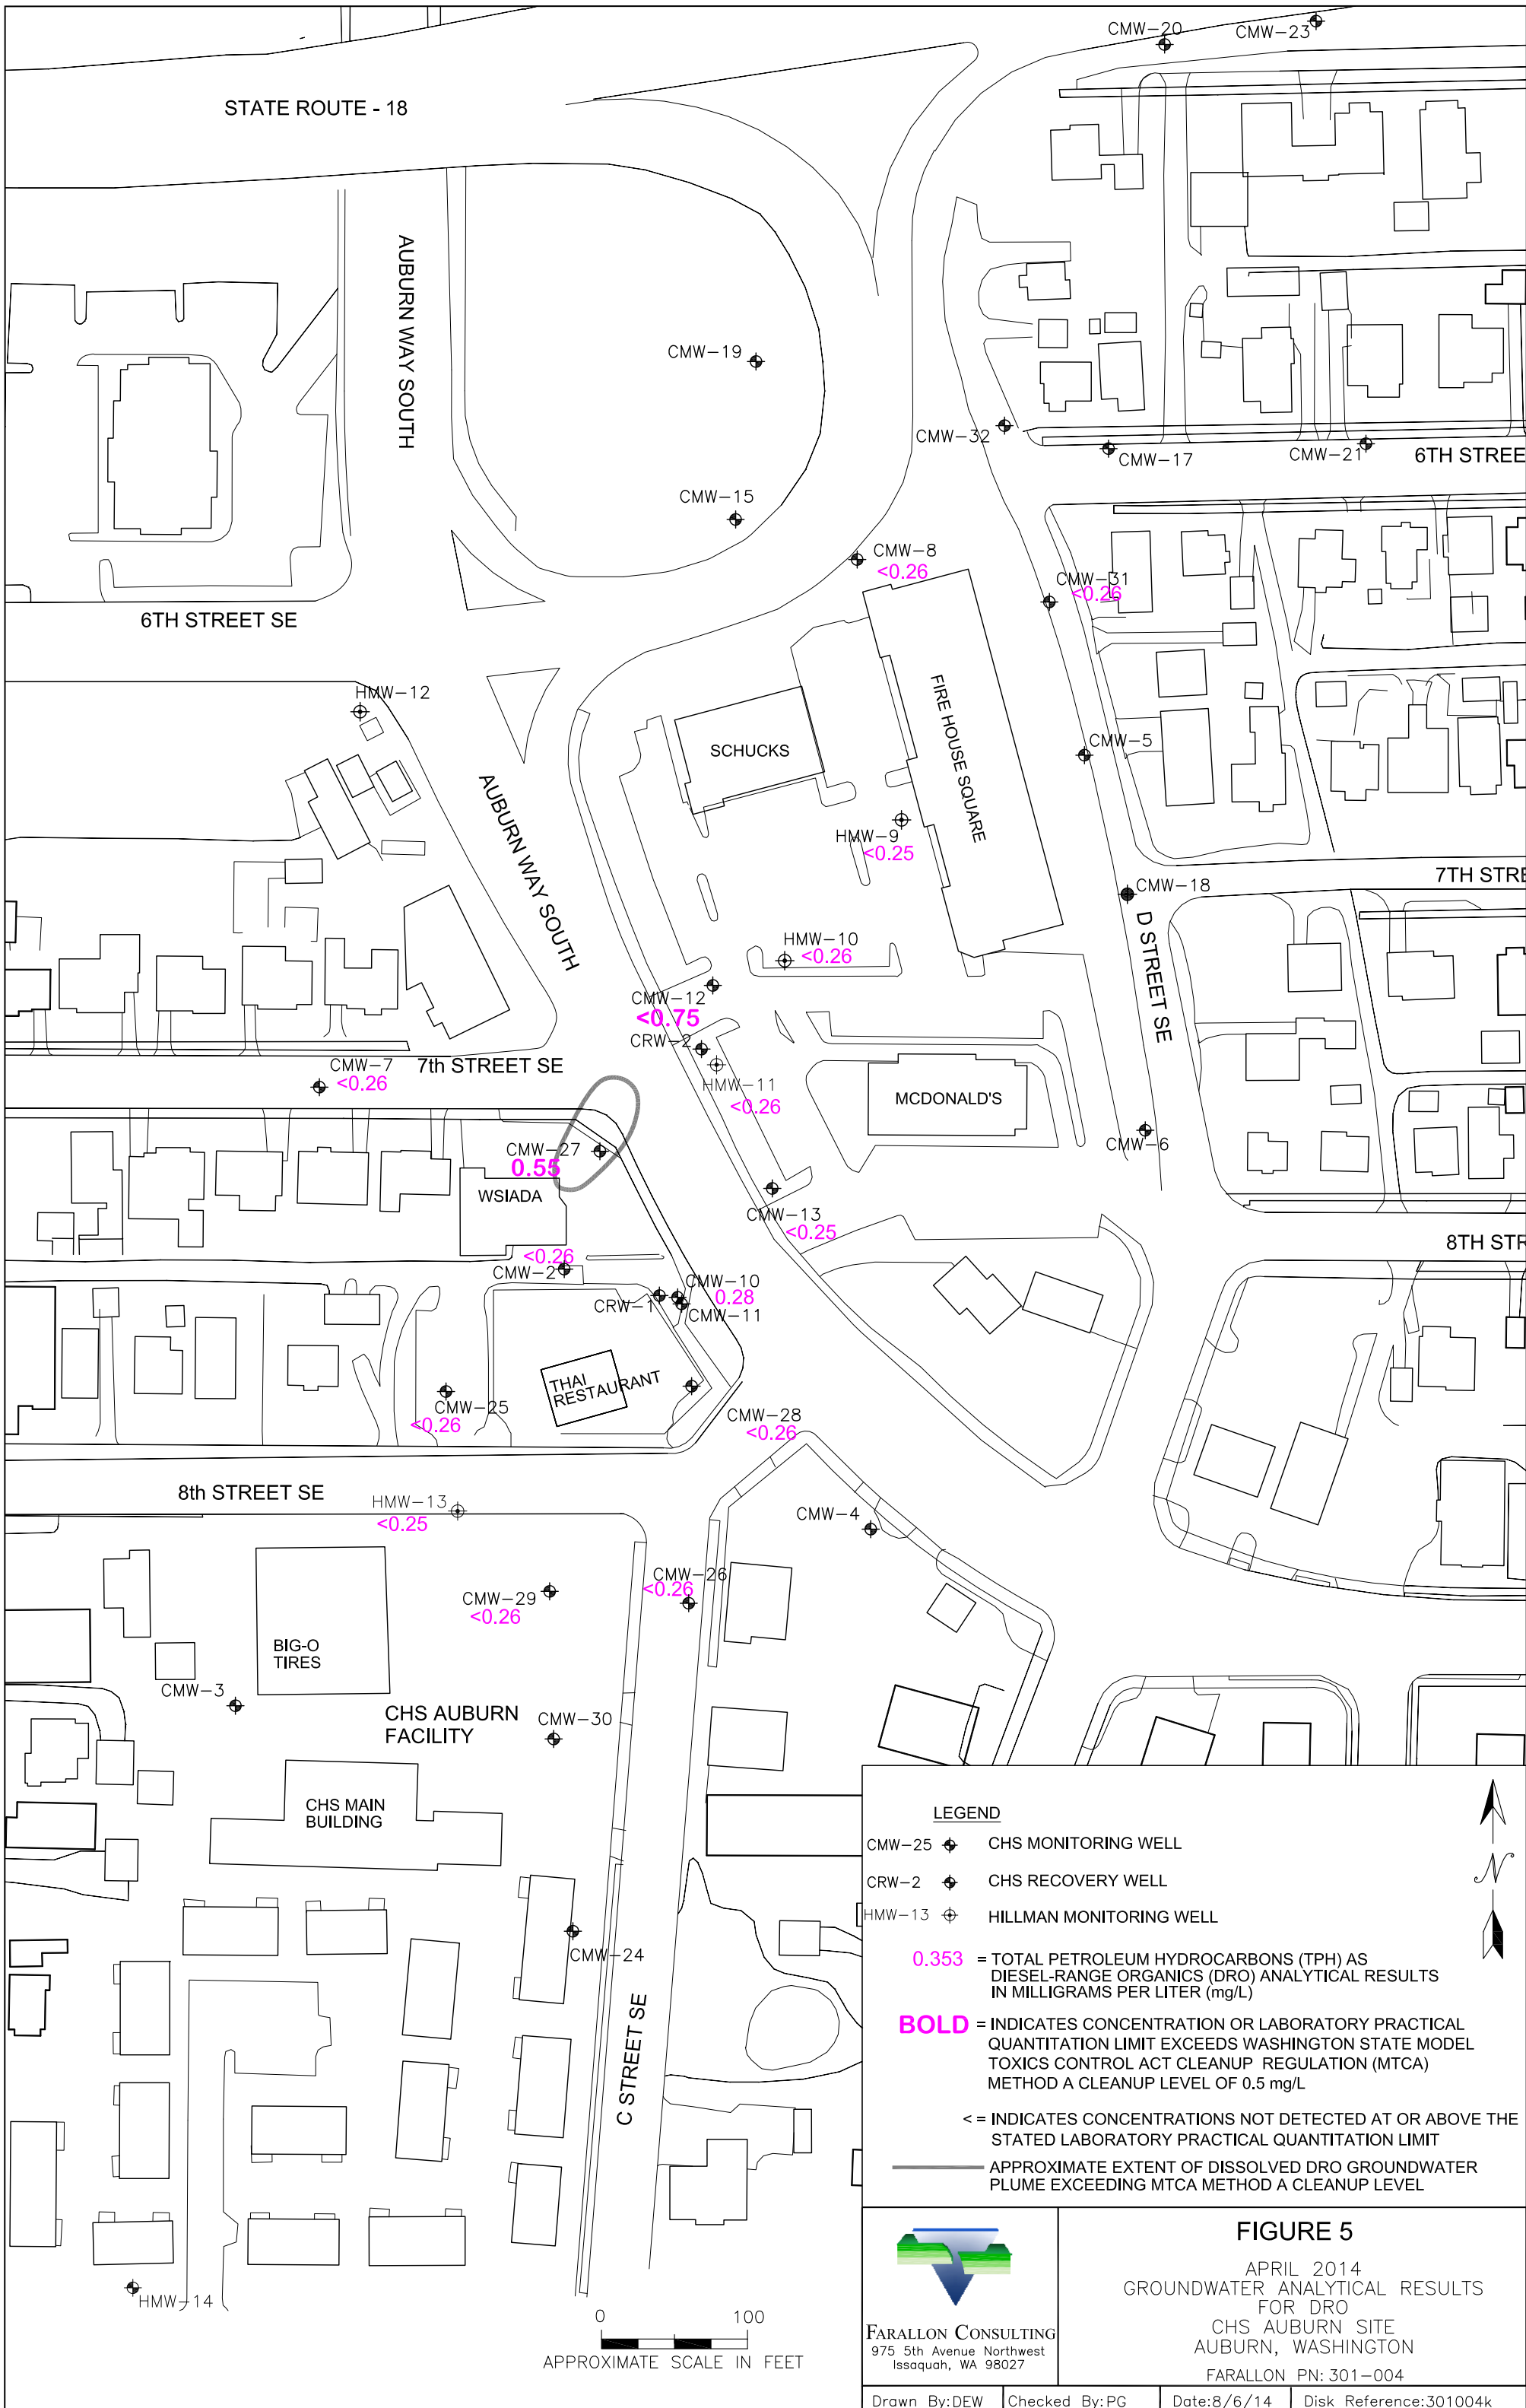 CMW-20
CMW-23
STATE ROUTE - 18
AUBURN WAY SOUTH
CMW-19
CMW-32
CMW-17
CMW-21
6TH STREE
CMW-15
CMW-8
<0.26
CMW-31
<0.26
6TH STREET SE
HMW-12
SCHUCKS
FIRE HOUSE SQUARE
CMW-5
AUBURN WAY SOUTH
HMW-9
<0.25
7TH STRE
CMW-18
D STREET SE
HMW-10
<0.26
CMW-12
<0.75
CRW-2
CMW-7
<0.26
7th STREET SE
HMW-11
<0.26
MCDONALD'S
CMW-6
CMW-27
0.55
WSIADA
CMW-13
<0.25
8TH STR
<0.26
CMW-2
CMW-10
0.28
CRW-1
CMW-11
THAI
RESTAURANT
CMW-25
<0.26
CMW-28
<0.26
8th STREET SE
HMW-13
<0.25
CMW-4
CMW-29
<0.26
CMW-26
<0.26
BIG-O
TIRES
CMW-3
CHS AUBURN
FACILITY
CMW-30
CHS MAIN
BUILDING
CMW-24
C STREET SE
HMW-14
0 100
APPROXIMATE SCALE IN FEET
LEGEND
CMW-25 CHS MONITORING WELL
CRW-2 CHS RECOVERY WELL
HMW-13 HILLMAN MONITORING WELL
0.353 = TOTAL PETROLEUM HYDROCARBONS (TPH) AS
DIESEL-RANGE ORGANICS (DRO) ANALYTICAL RESULTS
IN MILLIGRAMS PER LITER (mg/L)
BOLD = INDICATES CONCENTRATION OR LABORATORY PRACTICAL
QUANTITATION LIMIT EXCEEDS WASHINGTON STATE MODEL
TOXICS CONTROL ACT CLEANUP REGULATION (MTCA)
METHOD A CLEANUP LEVEL OF 0.5 mg/L
< = INDICATES CONCENTRATIONS NOT DETECTED AT OR ABOVE THE
STATED LABORATORY PRACTICAL QUANTITATION LIMIT
APPROXIMATE EXTENT OF DISSOLVED DRO GROUNDWATER
PLUME EXCEEDING MTCA METHOD A CLEANUP LEVEL
N
FARALLON CONSULTING
975 5th Avenue Northwest
Issaquah, WA 98027
FIGURE 5
APRIL 2014
GROUNDWATER ANALYTICAL RESULTS
FOR DRO
CHS AUBURN SITE
AUBURN, WASHINGTON
FARALLON PN: 301-004
Drawn By:DEW Checked By:PG Date:8/6/14 Disk Reference:301004k